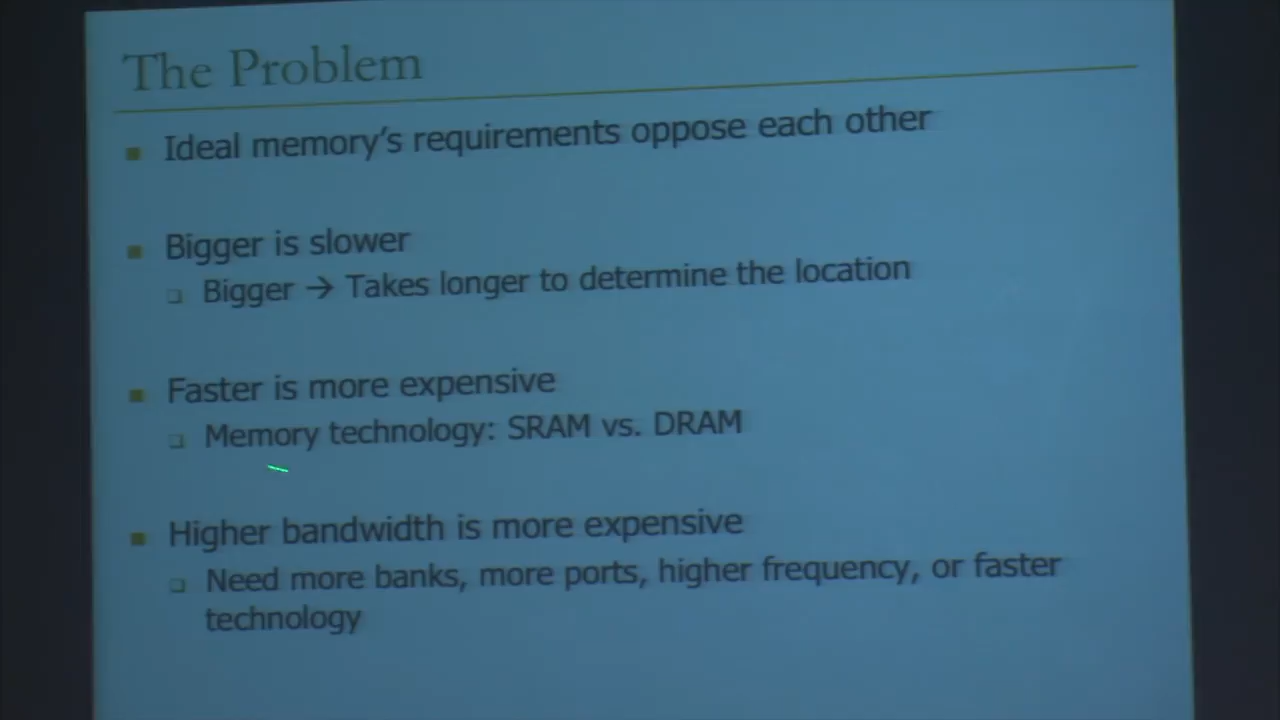 The Problem
Ideal memory's requirements oppose each other
Bigger is slower
Bigger → Takes longer to determine the location
Faster is more expensive
Memory technology: SRAM vs. DRAM
Higher bandwidth is more expensive
Need more banks, more ports, higher frequency, or faster
technology